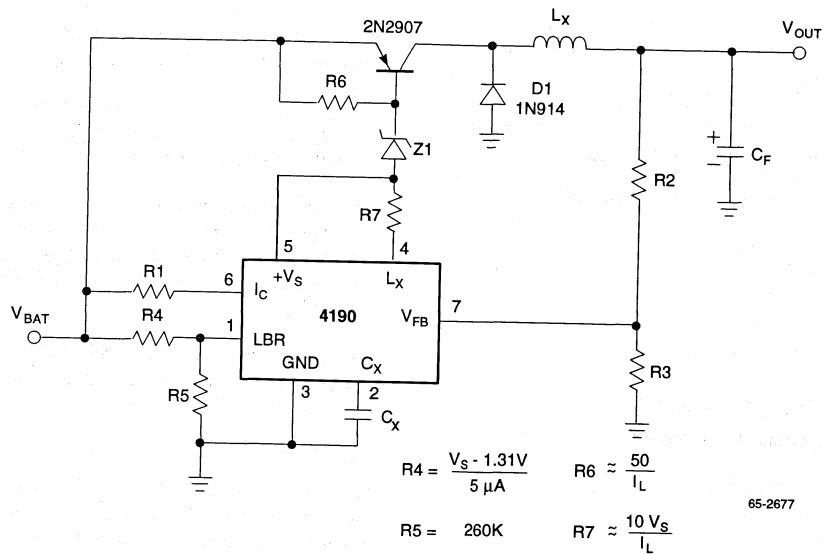 2N2907
L_X
V_OUT
R6
D1
1N914
Z1
+
−
C_F
R2
R7
5
4
R1
6
I_C
+V_S
L_X
7
V_BAT
R4
1
4190
V_FB
LBR
GND
C_X
R5
3
2
C_X
R3
R4 = V_S - 1.31V / 5 µA
R6 ≈ 50 / I_L
65-2677
R5 = 260K
R7 ≈ 10 V_S / I_L